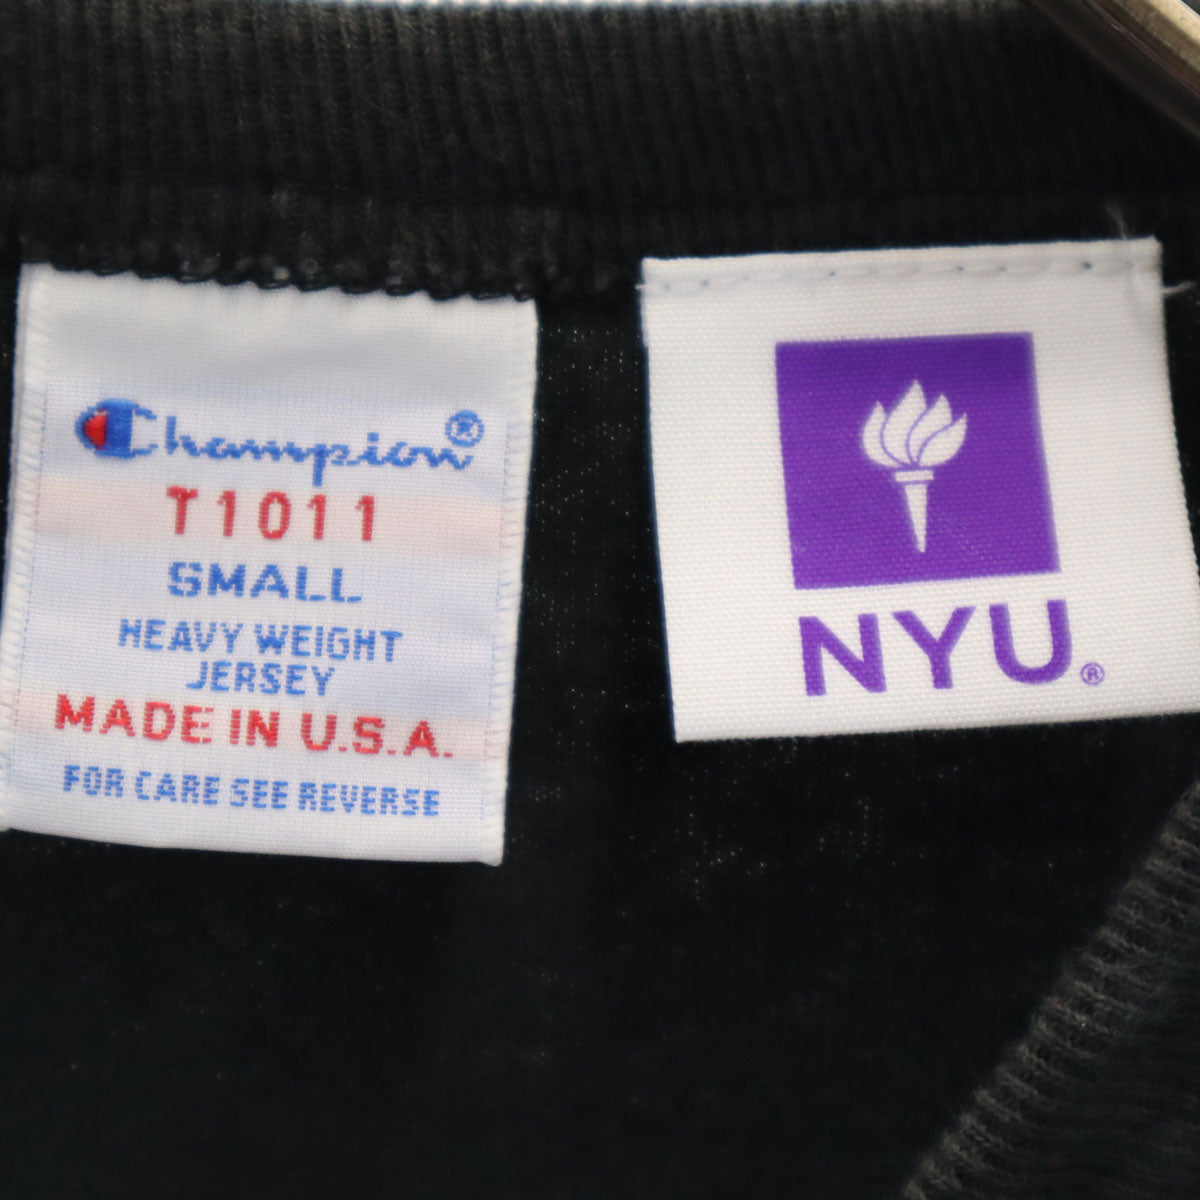 Champion®
T1011
SMALL
HEAVY WEIGHT
JERSEY
MADE IN U.S.A.
FOR CARE SEE REVERSE
NYU®